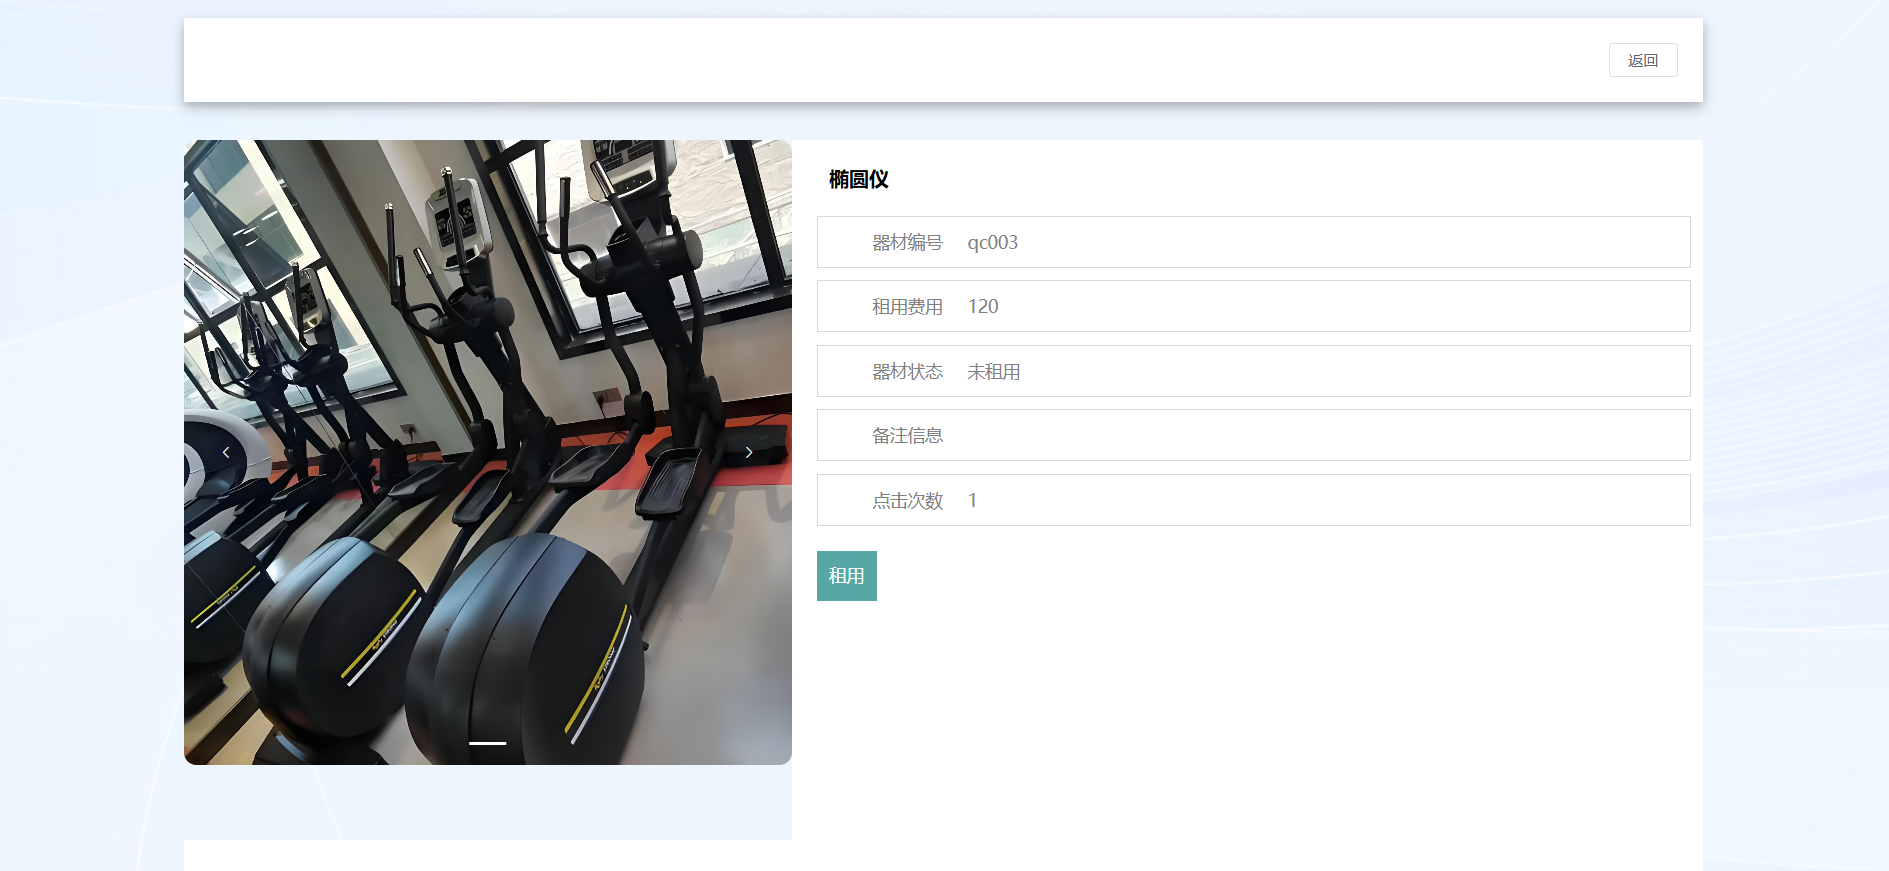 返回
椭圆仪
器材编号 qc003
租用费用 120
器材状态 未租用
备注信息
点击次数 1
租用